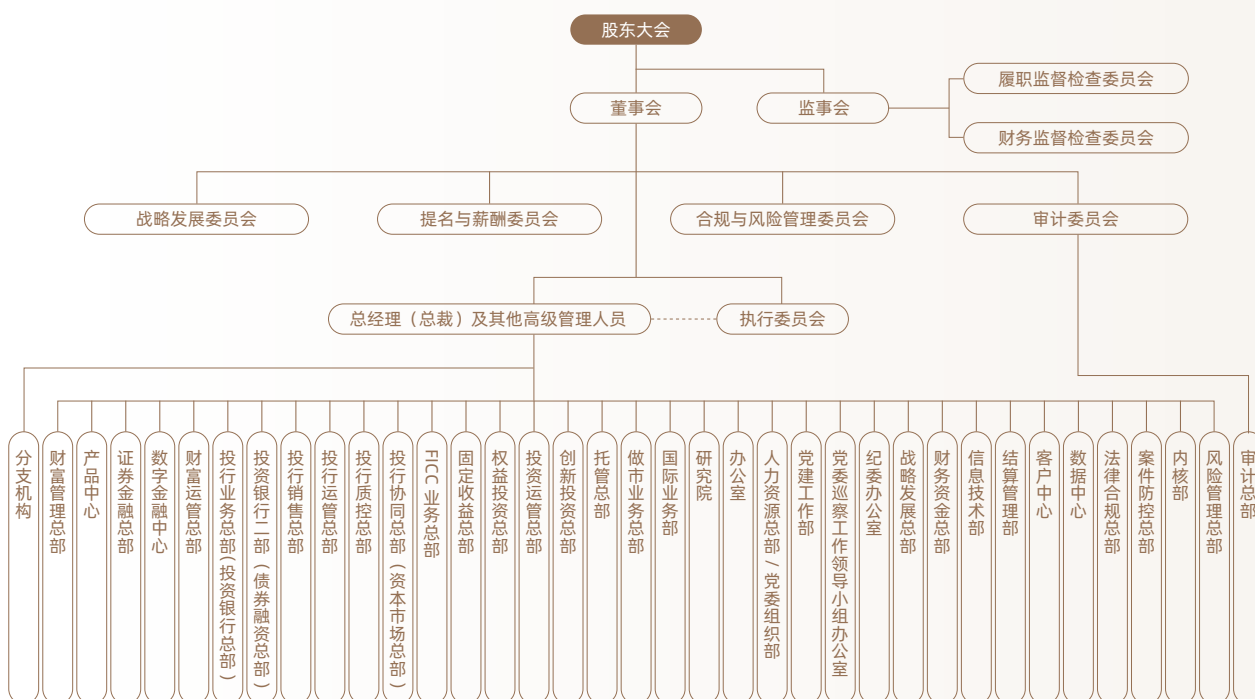 股东大会
履职监督检查委员会
董事会
监事会
财务监督检查委员会
战略发展委员会
提名与薪酬委员会
合规与风险管理委员会
审计委员会
总经理（总裁）及其他高级管理人员
执行委员会
分支机构
财富管理总部
产品中心
证券金融总部
数字金融中心
财富运管总部
投行业务总部（投资银行总部）
投资银行二部（债券融资总部）
投行销售总部
投行运管总部
投行质控总部
投行协同总部（资本市场总部）
FICC 业务总部
固定收益总部
权益投资总部
投资运管总部
创新投资总部
托管总部
做市业务总部
国际业务部
研究院
办公室
人力资源总部 / 党委组织部
党建工作部
党委巡察工作领导小组办公室
纪委办公室
战略发展总部
财务资金总部
信息技术部
结算管理部
客户中心
数据中心
法律合规总部
案件防控总部
内核部
风险管理总部
审计总部